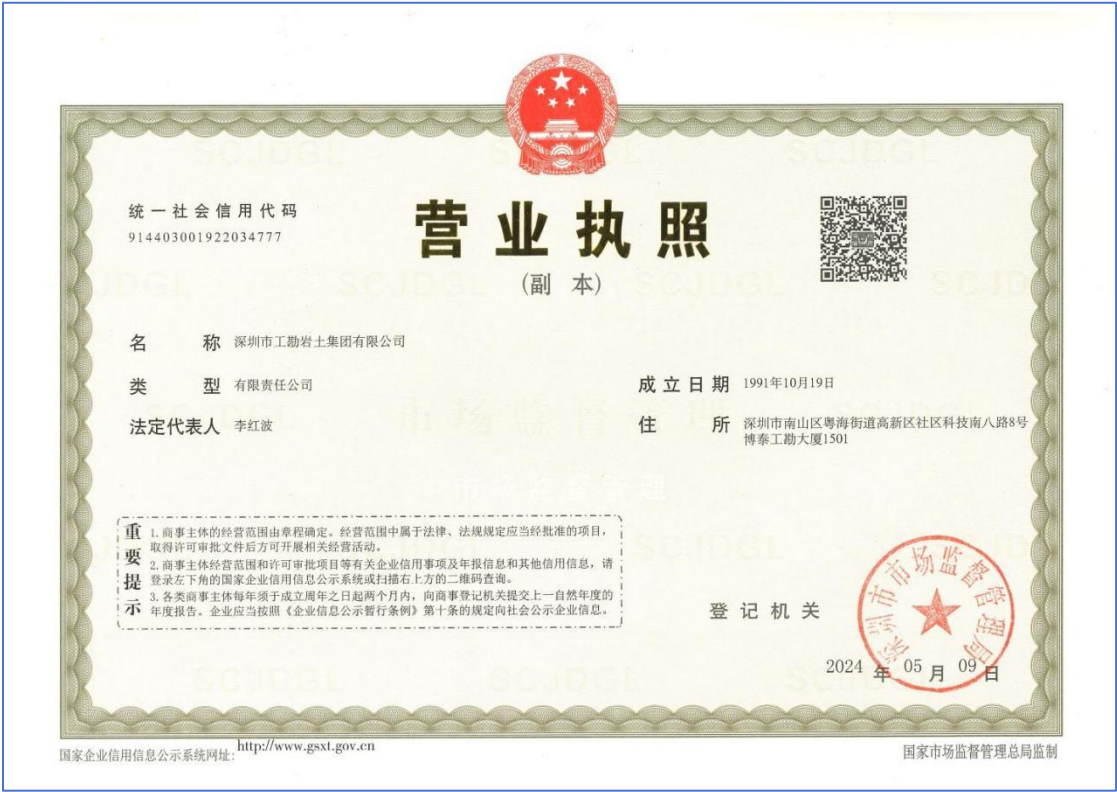 统一社会信用代码
914403001922034777
营业执照
(副 本)
名 称 深圳市工勘岩土集团有限公司
类 型 有限责任公司
法定代表人 李红波
成立日期 1991年10月19日
住 所 深圳市南山区粤海街道高新区社区科技南八路8号
博泰工勘大厦1501
重要提示
1.商事主体的经营范围由章程确定。经营范围中属于法律、法规规定应当经批准的项目,
取得许可审批文件后方可开展相关经营活动。
2.商事主体经营范围和许可审批项目等有关企业信用事项及年报信息和其他信用信息,请
登录左下角的国家企业信用信息公示系统或扫描右上方的二维码查询。
3.各类商事主体每年须于成立周年之日起两个月内,向商事登记机关提交上一自然年度的
年度报告。企业应当按照《企业信息公示暂行条例》第十条的规定向社会公示企业信息。
登记机关
深圳市市场监督管理局
2024 年 05 月 09 日
国家企业信用信息公示系统网址: http://www.gsxt.gov.cn
国家市场监督管理总局监制
SCJDGL
市场监督管理